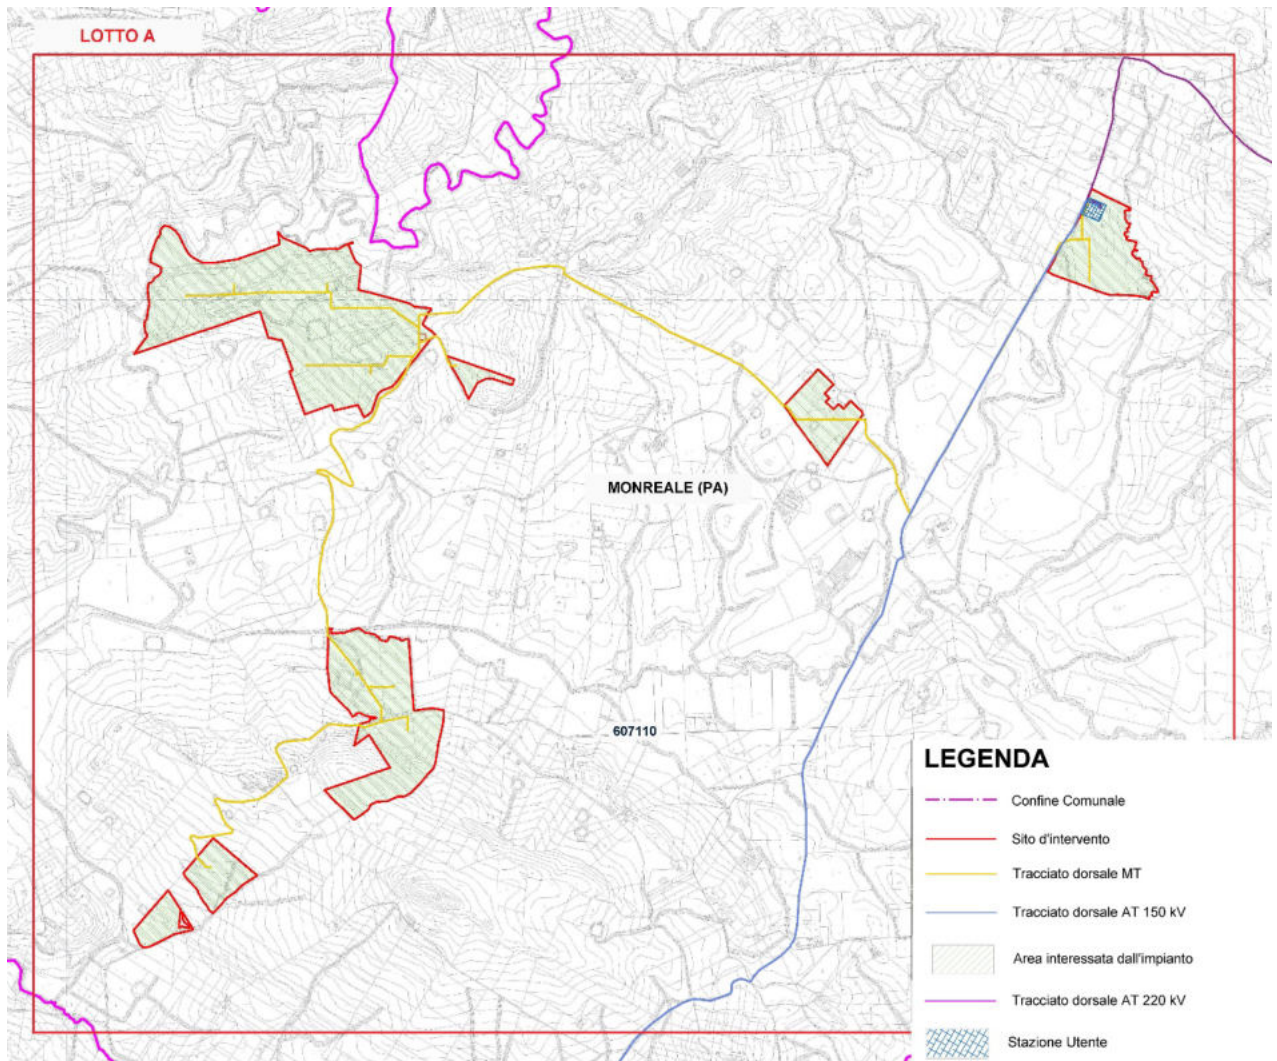 LOTTO A
MONREALE (PA)
607110
LEGENDA
Confine Comunale
Sito d'intervento
Tracciato dorsale MT
Tracciato dorsale AT 150 kV
Area interessata dall'impianto
Tracciato dorsale AT 220 kV
Stazione Utente